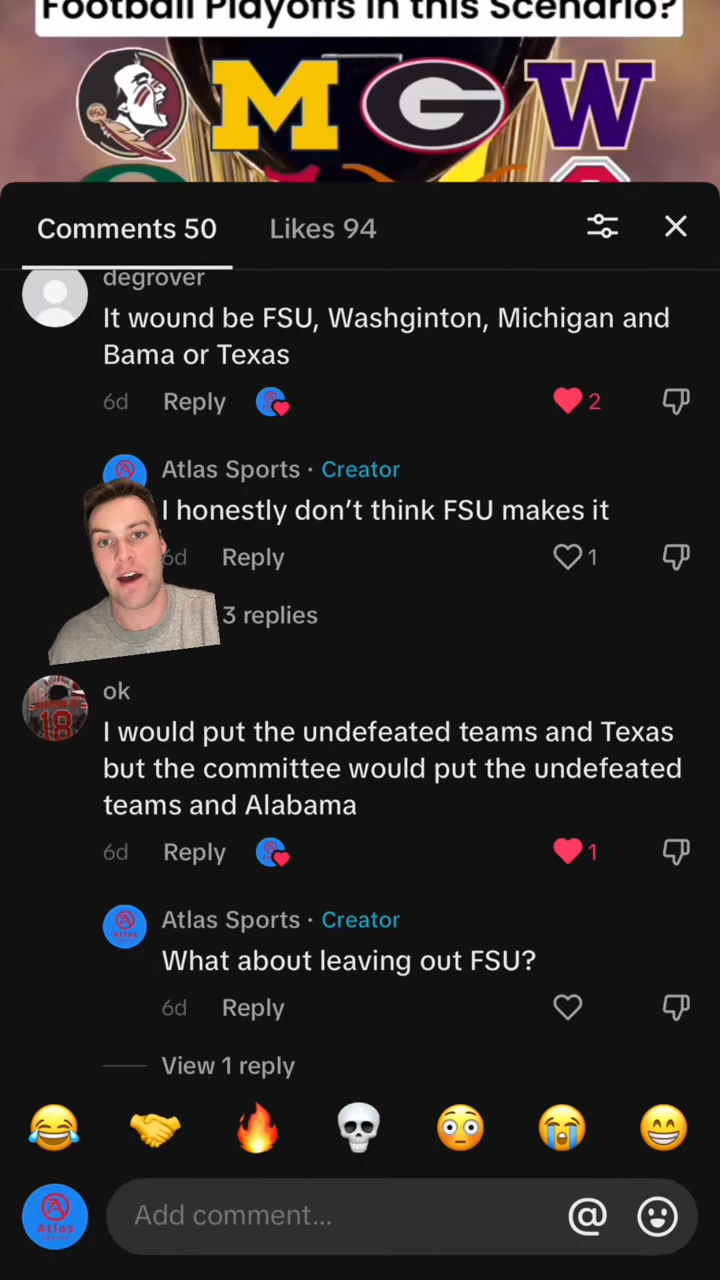 Football Playoffs in this Scenario?
M G W
Comments 50 Likes 94
degrover
It wound be FSU, Washginton, Michigan and
Bama or Texas
6d Reply 2
Atlas Sports · Creator
I honestly don’t think FSU makes it
6d Reply 1
3 replies
ok
18
I would put the undefeated teams and Texas
but the committee would put the undefeated
teams and Alabama
6d Reply 1
Atlas Sports · Creator
Atlas
What about leaving out FSU?
6d Reply
View 1 reply
Atlas
Add comment... @